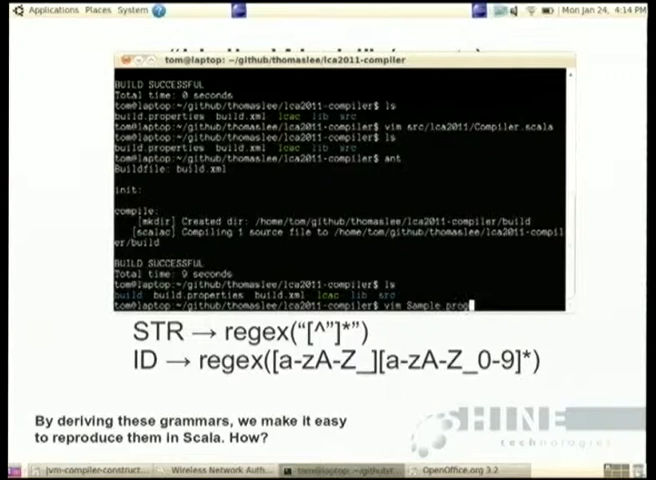 Applications Places System
Mon Jan 24, 4:14 PM
tom@laptop: ~/github/thomaslee/lca2011-compiler
BUILD SUCCESSFUL
Total time: 0 seconds
tom@laptop:~/github/thomaslee/lca2011-compiler$ ls
build.properties build.xml lcac lib src
tom@laptop:~/github/thomaslee/lca2011-compiler$ vim src/lca2011/Compiler.scala
tom@laptop:~/github/thomaslee/lca2011-compiler$ ls
build.properties build.xml lcac lib src
tom@laptop:~/github/thomaslee/lca2011-compiler$ ant
Buildfile: build.xml
init:
compile:
[mkdir] Created dir: /home/tom/github/thomaslee/lca2011-compiler/build
[scalac] Compiling 1 source file to /home/tom/github/thomaslee/lca2011-compil
er/build
BUILD SUCCESSFUL
Total time: 9 seconds
tom@laptop:~/github/thomaslee/lca2011-compiler$ ls
build build.properties build.xml lcac lib src
tom@laptop:~/github/thomaslee/lca2011-compiler$ vim Sample.prog
STR → regex(“[^”]*”)
ID → regex([a-zA-Z_][a-zA-Z_0-9]*)
By deriving these grammars, we make it easy
to reproduce them in Scala. How?
SHINE
technologies
jvm-compiler-construct... Wireless Network Auth... tom@laptop: ~/github/t... OpenOffice.org 3.2